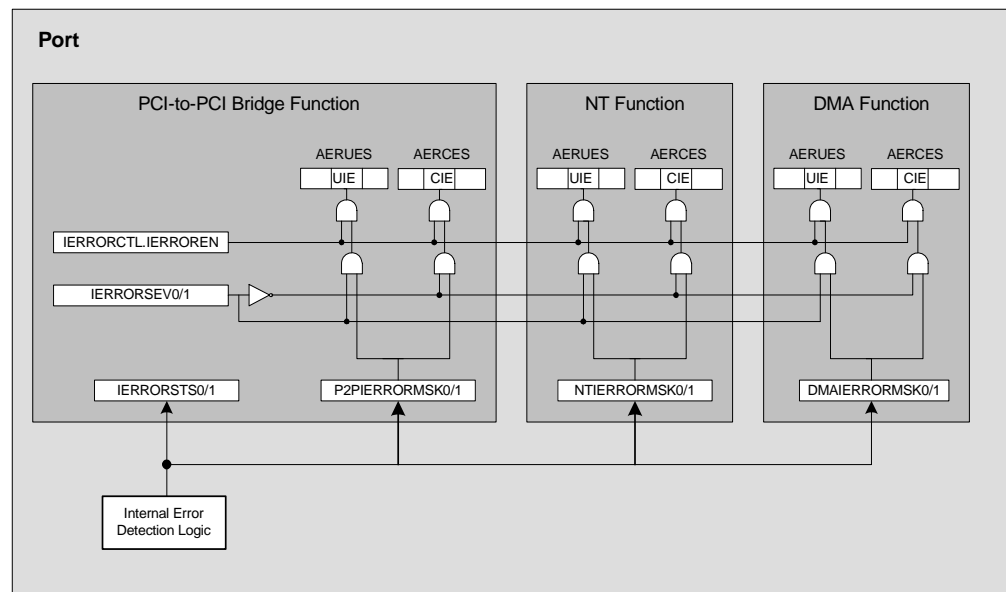 Port
PCI-to-PCI Bridge Function
NT Function
DMA Function
AERUES
AERCES
AERUES
AERCES
AERUES
AERCES
UIE
CIE
UIE
CIE
UIE
CIE
IERRORCTL.IERROREN
IERRORSEV0/1
IERRORSTS0/1
P2PIERRORMSK0/1
NTIERRORMSK0/1
DMAIERRORMSK0/1
Internal Error
Detection Logic